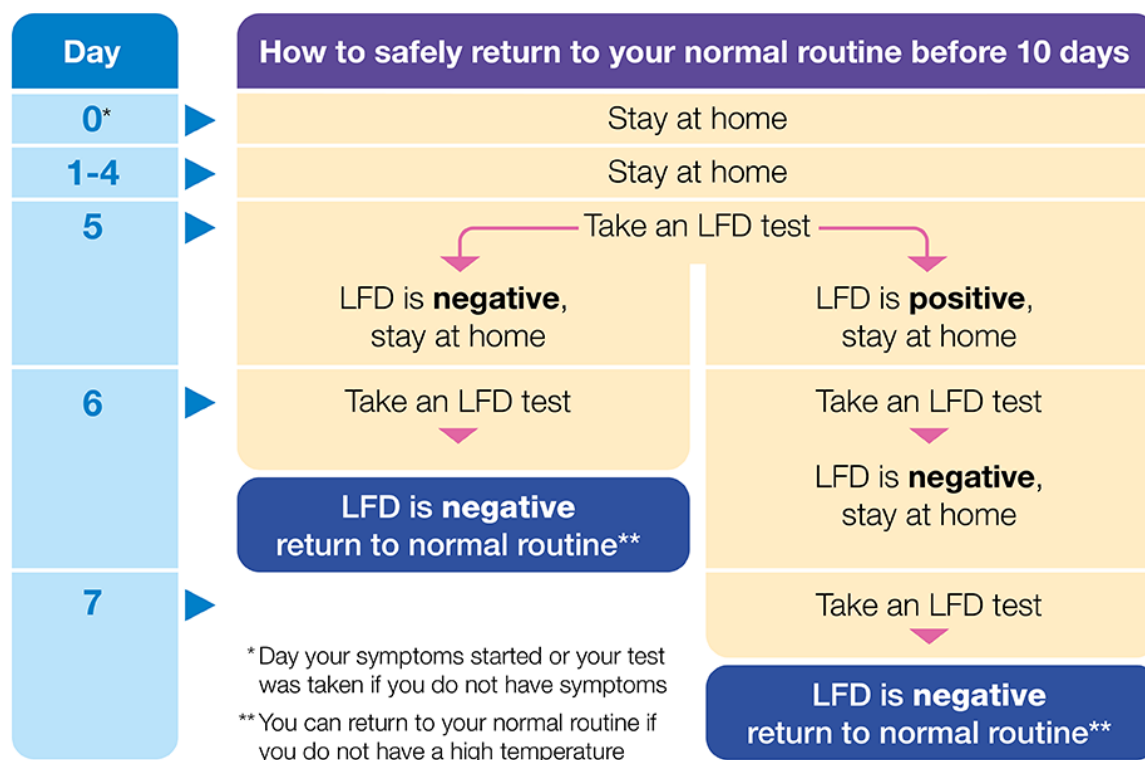 Day
How to safely return to your normal routine before 10 days
0*
Stay at home
1-4
Stay at home
5
Take an LFD test
LFD is negative,
stay at home
LFD is positive,
stay at home
6
Take an LFD test
LFD is negative
return to normal routine**
Take an LFD test
LFD is negative,
stay at home
7
Take an LFD test
LFD is negative
return to normal routine**
* Day your symptoms started or your test
was taken if you do not have symptoms
** You can return to your normal routine if
you do not have a high temperature